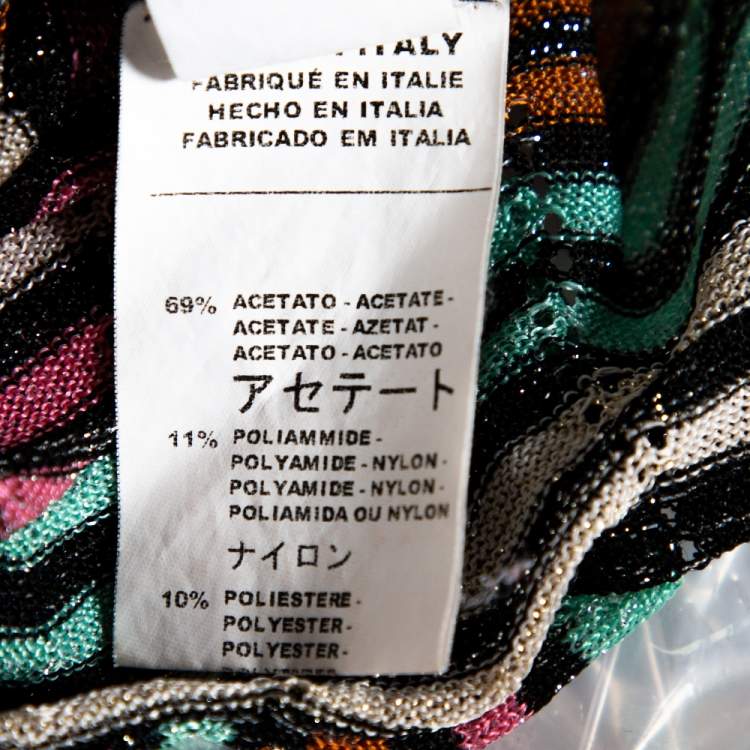 ITALY
FABRIQUÉ EN ITALIE
HECHO EN ITALIA
FABRICADO EM ITALIA
69% ACETATO - ACETATE -
ACETATE - AZETAT -
ACETATO - ACETATO
アセテート
11% POLIAMMIDE -
POLYAMIDE - NYLON -
POLYAMIDE - NYLON -
POLIAMIDA OU NYLON
ナイロン
10% POLIESTERE -
POLYESTER -
POLYESTER -